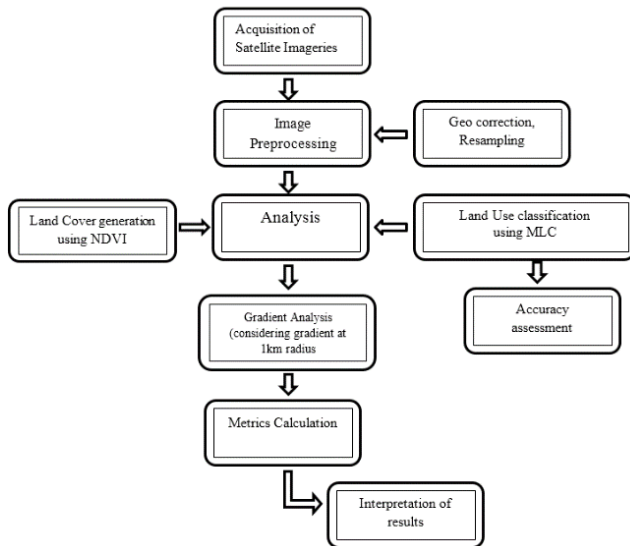 Acquisition of
Satellite Imageries
Image
Preprocessing
Geo correction,
Resampling
Land Cover generation
using NDVI
Analysis
Land Use classification
using MLC
Gradient Analysis
(considering gradient at
1km radius
Accuracy
assessment
Metrics Calculation
Interpretation of
results